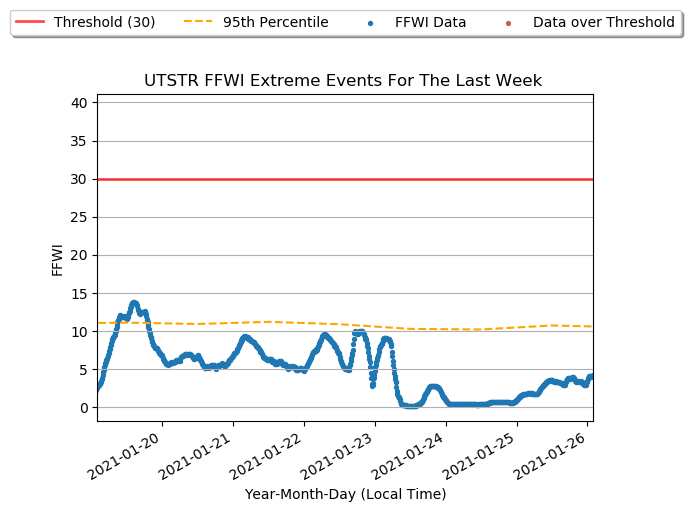 Threshold (30) 95th Percentile FFWI Data Data over Threshold
UTSTR FFWI Extreme Events For The Last Week
40
35
30
25
20
15
10
5
0
FFWI
2021-01-20 2021-01-21 2021-01-22 2021-01-23 2021-01-24 2021-01-25 2021-01-26
Year-Month-Day (Local Time)